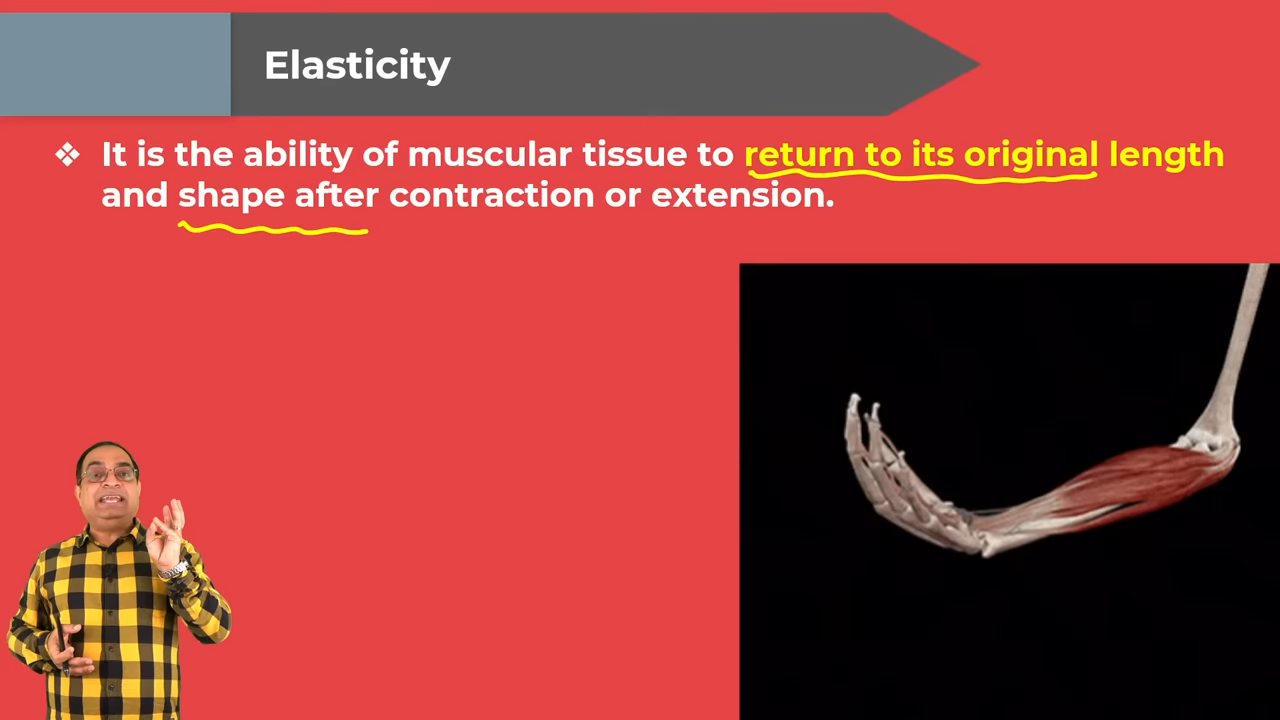 Elasticity
❖ It is the ability of muscular tissue to return to its original length
and shape after contraction or extension.